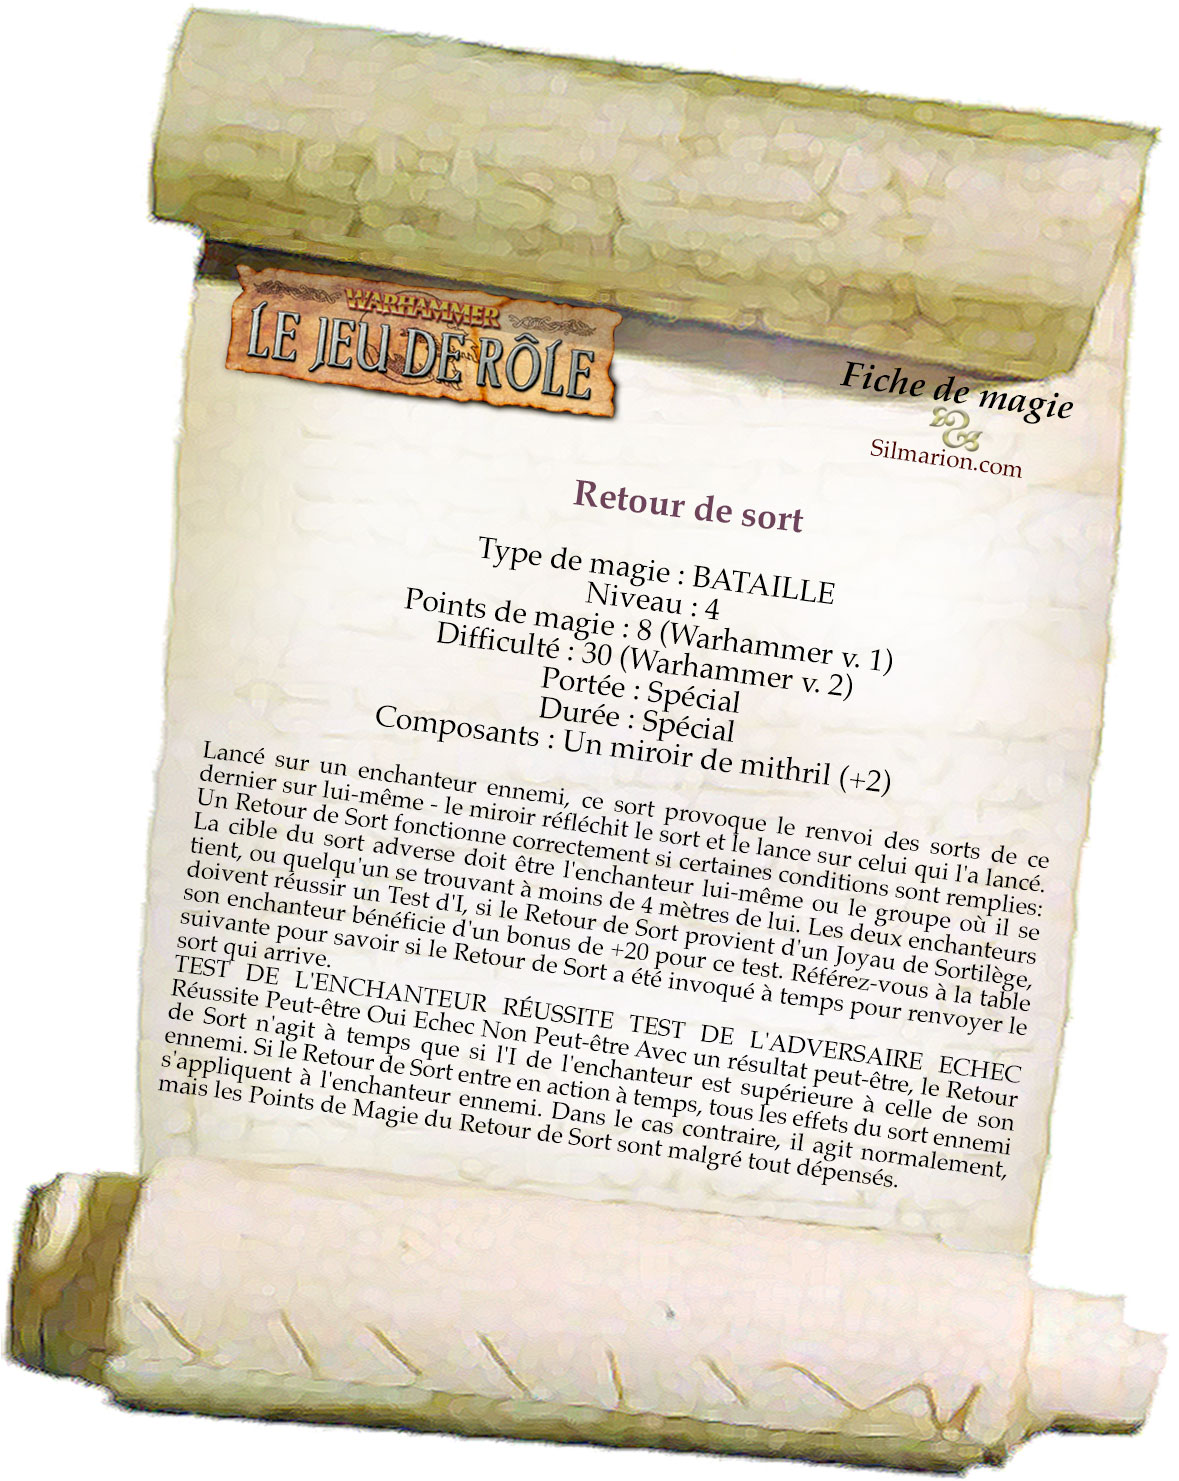 WARHAMMER
LE JEU DE RÔLE
Fiche de magie
Silmarion.com
Retour de sort
Type de magie : BATAILLE
Niveau : 4
Points de magie : 8 (Warhammer v. 1)
Difficulté : 30 (Warhammer v. 2)
Portée : Spécial
Durée : Spécial
Composants : Un miroir de mithril (+2)
Lancé sur un enchanteur ennemi, ce sort provoque le renvoi des sorts de ce
dernier sur lui-même - le miroir réfléchit le sort et le lance sur celui qui l'a lancé.
Un Retour de Sort fonctionne correctement si certaines conditions sont remplies:
La cible du sort adverse doit être l'enchanteur lui-même ou le groupe où il se
tient, ou quelqu'un se trouvant à moins de 4 mètres de lui. Les deux enchanteurs
doivent réussir un Test d'I, si le Retour de Sort provient d'un Joyau de Sortilège,
son enchanteur bénéficie d'un bonus de +20 pour ce test. Référez-vous à la table
suivante pour savoir si le Retour de Sort a été invoqué à temps pour renvoyer le
sort qui arrive.
TEST DE L'ENCHANTEUR RÉUSSITE TEST DE L'ADVERSAIRE ECHEC
Réussite Peut-être Oui Echec Non Peut-être Avec un résultat peut-être, le Retour
de Sort n'agit à temps que si l'I de l'enchanteur est supérieure à celle de son
ennemi. Si le Retour de Sort entre en action à temps, tous les effets du sort ennemi
s'appliquent à l'enchanteur ennemi. Dans le cas contraire, il agit normalement,
mais les Points de Magie du Retour de Sort sont malgré tout dépensés.